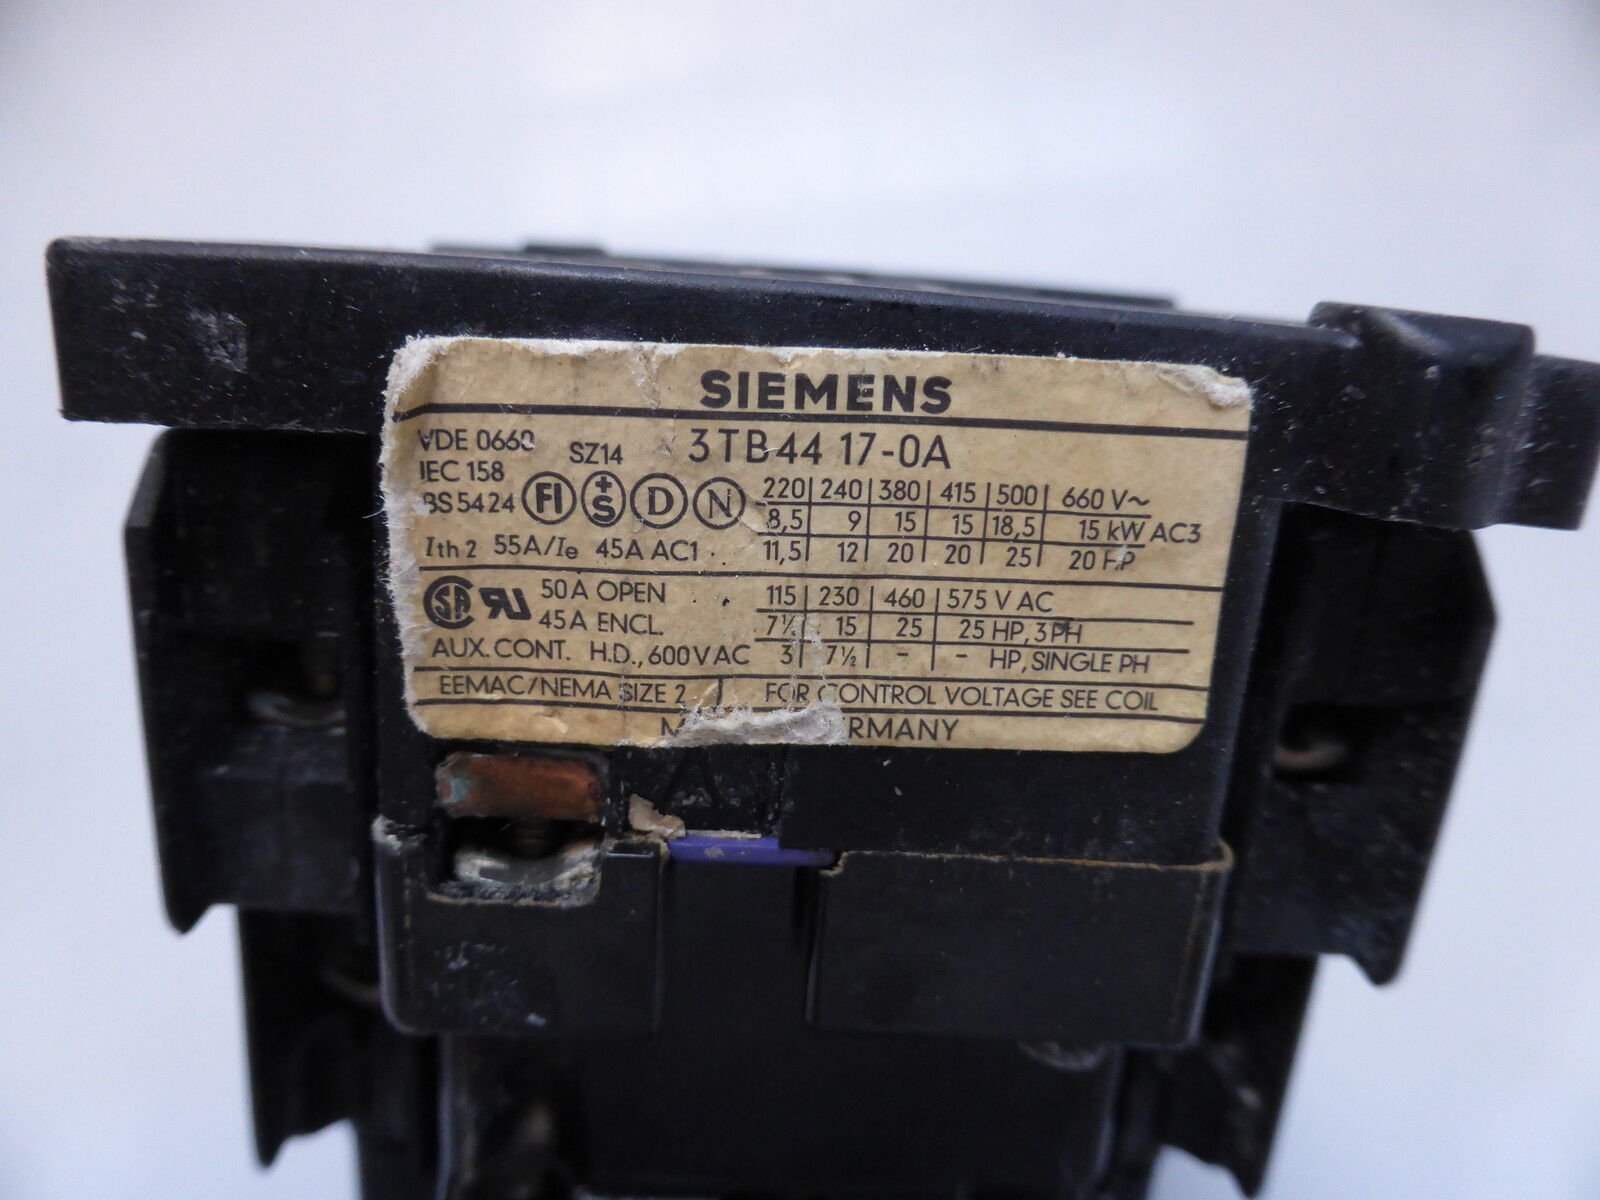 SIEMENS
VDE 0660 SZ14 3TB44 17-0A
IEC 158
BS 5424 FI +S D N 220 240 380 415 500 660 V~
8,5 9 15 15 18,5 15 kW AC3
Ith 2 55A/Ie 45A AC1 11,5 12 20 20 25 20 HP
SA UR 50A OPEN 115 230 460 575 V AC
45A ENCL. 7½ 15 25 25 HP, 3PH
AUX. CONT. H.D., 600V AC 3 7½ - - HP, SINGLE PH
EEMAC/NEMA SIZE 2 FOR CONTROL VOLTAGE SEE COIL
A